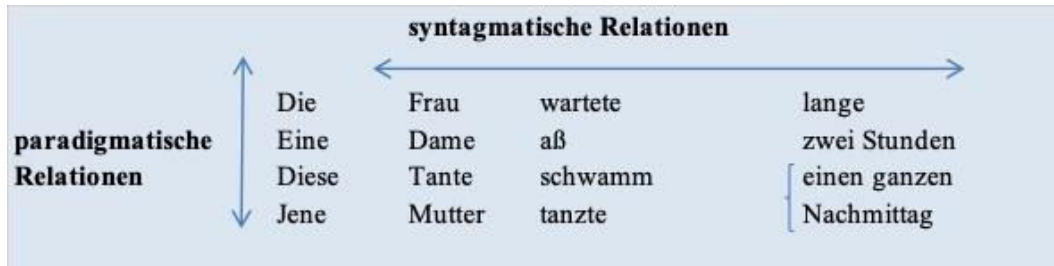 syntagmatische Relationen
Die Frau wartete lange
paradigmatische Eine Dame aß zwei Stunden
Relationen Diese Tante schwamm einen ganzen
Jene Mutter tanzte Nachmittag